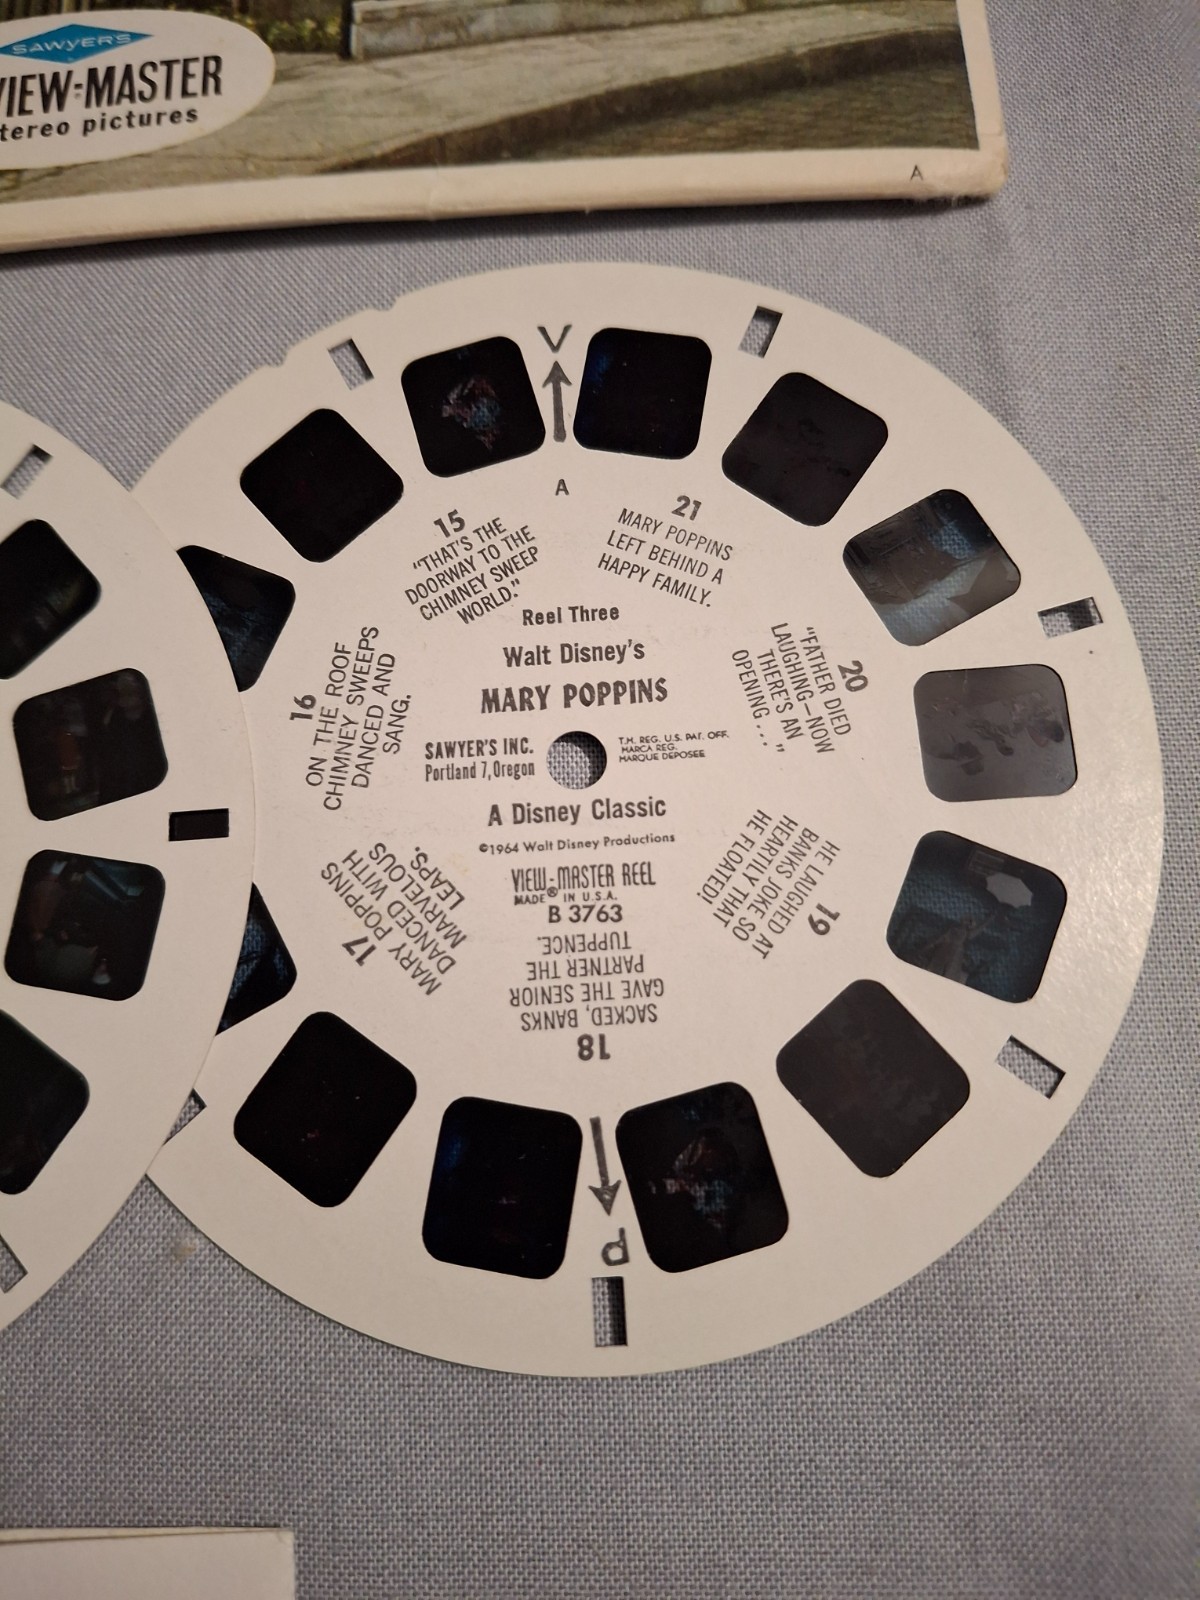 SAWYER'S
VIEW-MASTER
stereo pictures
A
V
A
15
"THAT'S THE
DOORWAY TO THE
CHIMNEY SWEEP
WORLD."
21
MARY POPPINS
LEFT BEHIND A
HAPPY FAMILY.
Reel Three
Walt Disney's
MARY POPPINS
16
ON THE ROOF
CHIMNEY SWEEPS
DANCED AND
SANG.
20
"FATHER DIED
LAUGHING—NOW
THERE'S AN
OPENING..."
SAWYER'S INC.
Portland 7, Oregon
T.M. REG. U.S. PAT. OFF.
MARCA REG.
MARQUE DEPOSEE
A Disney Classic
©1964 Walt Disney Productions
VIEW-MASTER REEL
MADE ® IN U.S.A.
B 3763
17
MARY POPPINS
DANCED WITH
MARVELOUS
LEAPS.
19
HE LAUGHED AT
BANKS JOKE SO
HEARTILY THAT
HE FLOATED!
18
SACKED, BANKS
GAVE THE SENIOR
PARTNER THE
TUPPENCE.
P